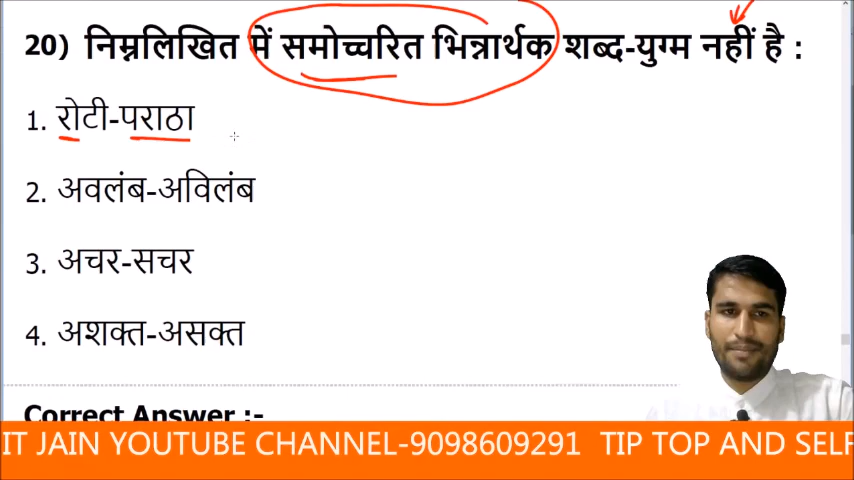 20) निम्नलिखित में समोच्चरित भिन्नार्थक शब्द-युग्म नहीं है :
1. रोटी-पराठा
2. अवलंब-अविलंब
3. अचर-सचर
4. अशक्त-असक्त
Correct Answer :-
IT JAIN YOUTUBE CHANNEL-9098609291 TIP TOP AND SELF